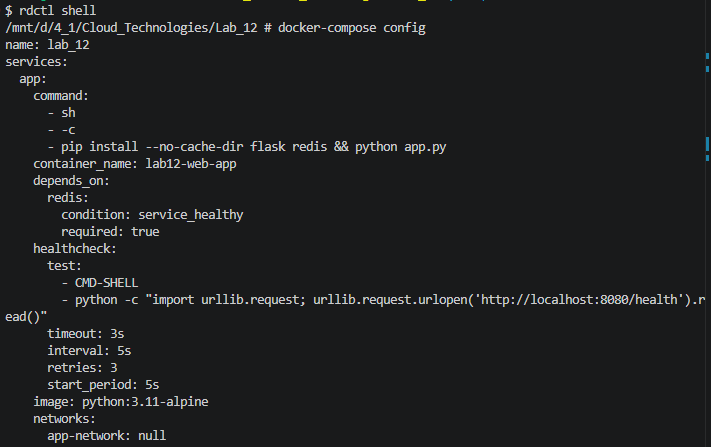 $ rdctl shell
/mnt/d/4_1/Cloud_Technologies/Lab_12 # docker-compose config
name: lab_12
services:
  app:
    command:
      - sh
      - -c
      - pip install --no-cache-dir flask redis && python app.py
    container_name: lab12-web-app
    depends_on:
      redis:
        condition: service_healthy
        required: true
    healthcheck:
      test:
        - CMD-SHELL
        - python -c "import urllib.request; urllib.request.urlopen('http://localhost:8080/health').r
ead()"
      timeout: 3s
      interval: 5s
      retries: 3
      start_period: 5s
    image: python:3.11-alpine
    networks:
      app-network: null